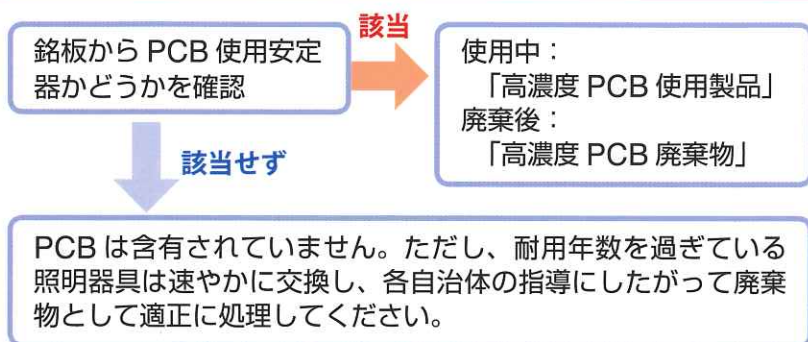 銘板から PCB 使用安定
器かどうかを確認
該当
使用中：
「高濃度 PCB 使用製品」
廃棄後：
「高濃度 PCB 廃棄物」
該当せず
PCB は含有されていません。ただし、耐用年数を過ぎている
照明器具は速やかに交換し、各自治体の指導にしたがって廃棄
物として適正に処理してください。